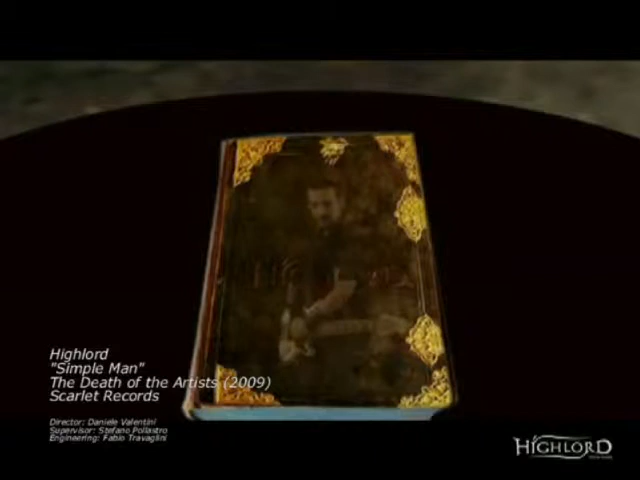 Highlord
"Simple Man"
The Death of the Artists (2009)
Scarlet Records
Director: Daniele Valentini
Supervisor: Stefano Pollastro
Engineering: Fabio Travaglini
HIGHLORD